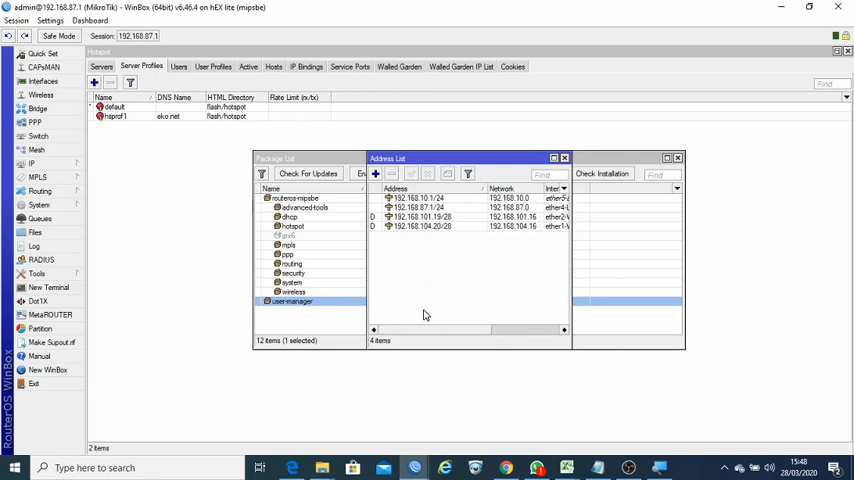 admin@192.168.87.1 (MikroTik) - WinBox (64bit) v6.46.4 on hEX lite (mipsbe)
Session Settings Dashboard
Safe Mode Session: 192.168.87.1
Quick Set
CAPsMAN
Interfaces
Wireless
Bridge
PPP
Switch
Mesh
IP
MPLS
Routing
System
Queues
Files
Log
RADIUS
Tools
New Terminal
Dot1X
MetaROUTER
Partition
Make Supout.rif
Manual
New WinBox
Exit
RouterOS WinBox
Hotspot
Servers Server Profiles Users User Profiles Active Hosts IP Bindings Service Ports Walled Garden Walled Garden IP List Cookies
Find
Name DNS Name HTML Directory Rate Limit (rx/tx)
* default flash/hotspot
hsprof1 eko.net flash/hotspot
2 items
Package List
Check For Updates En
Check Installation
Find
Name
routeros-mipsbe
advanced-tools
dhcp
hotspot
ipv6
mpls
ppp
routing
security
system
wireless
user-manager
12 items (1 selected)
Address List
Find
Address Network Inter
192.168.10.1/24 192.168.10.0
192.168.87.1/24 192.168.87.0
D 192.168.101.19/28 192.168.101.16
D 192.168.104.20/28 192.168.104.16
4 items
Type here to search
15:48
28/03/2020
2